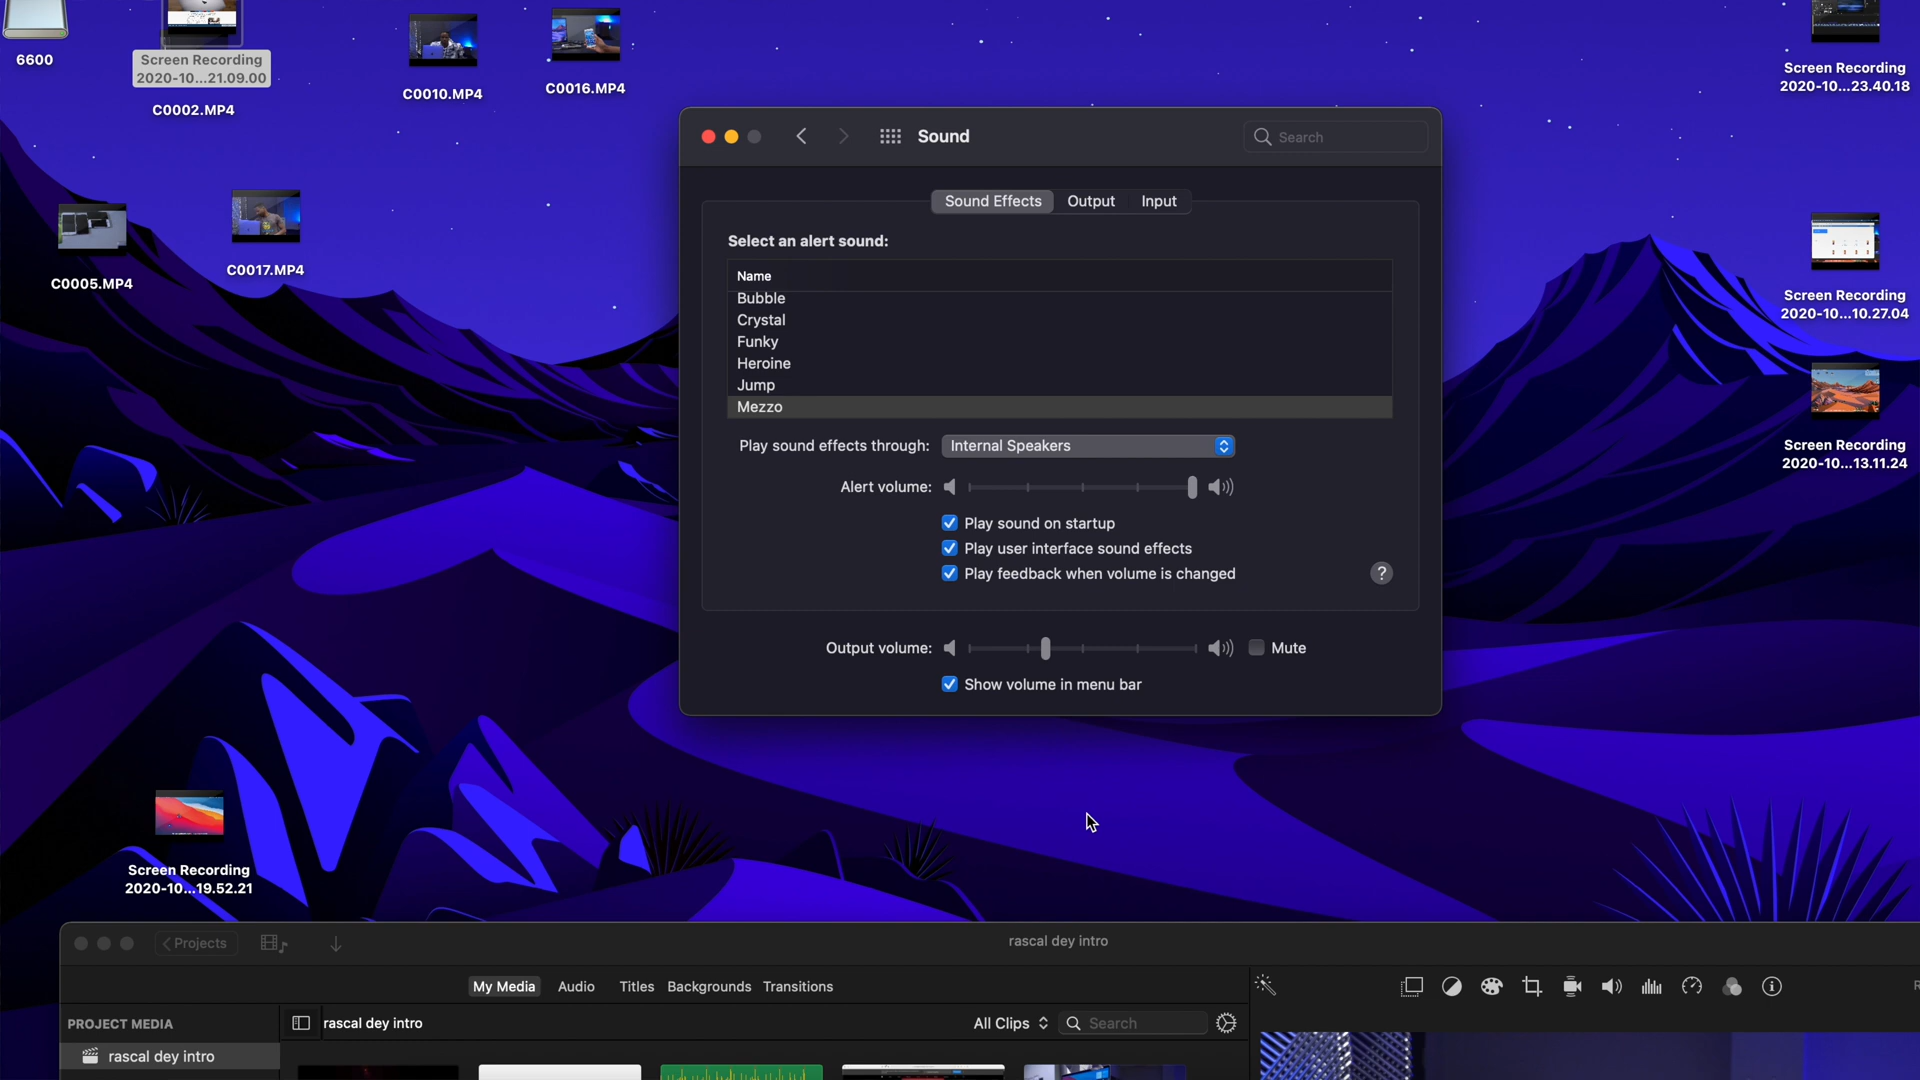 6600
Screen Recording
2020-10...21.09.00
C0002.MP4
C0010.MP4
C0016.MP4
Screen Recording
2020-10...23.40.18
C0005.MP4
C0017.MP4
Screen Recording
2020-10...10.27.04
Screen Recording
2020-10...13.11.24
Screen Recording
2020-10...19.52.21
Sound
Search
Sound Effects Output Input
Select an alert sound:
Name
Bubble
Crystal
Funky
Heroine
Jump
Mezzo
Play sound effects through: Internal Speakers
Alert volume:
Play sound on startup
Play user interface sound effects
Play feedback when volume is changed
?
Output volume: Mute
Show volume in menu bar
Projects
rascal dey intro
My Media Audio Titles Backgrounds Transitions
PROJECT MEDIA
rascal dey intro
All Clips
Search
rascal dey intro